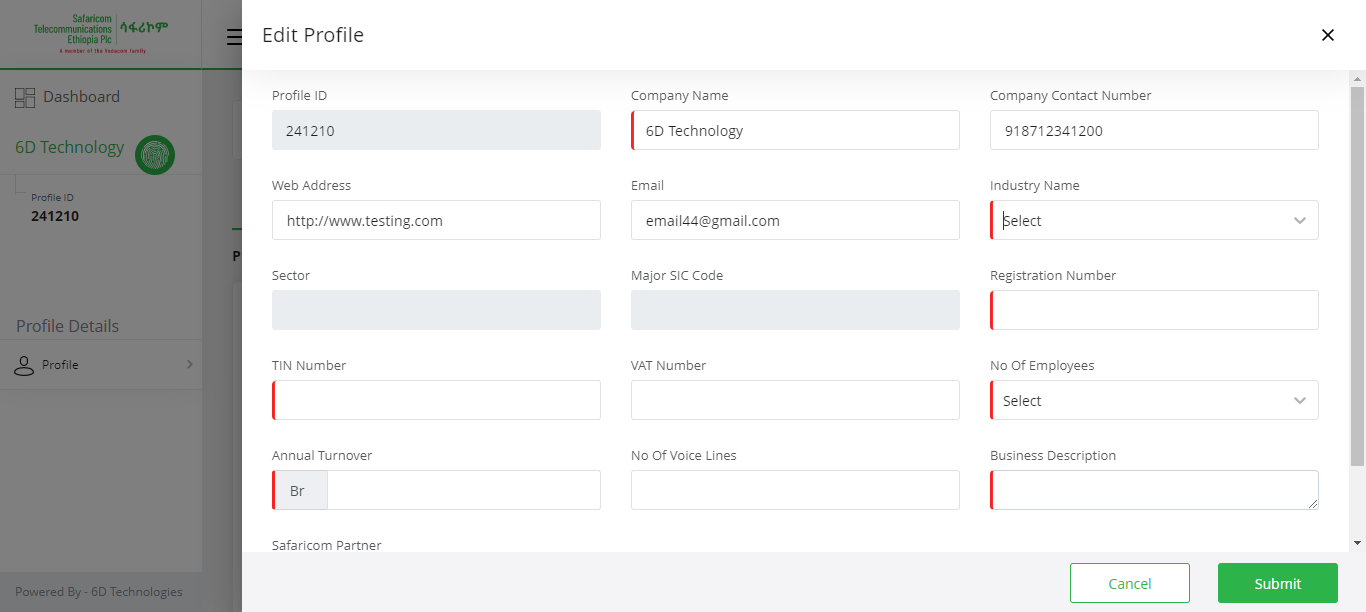 Safaricom
Telecommunications
Ethiopia Plc
ሳፋሪኮም
A member of the Vodacom family
Edit Profile
Dashboard
6D Technology
Profile ID
241210
P
Profile Details
Profile
Powered By - 6D Technologies
Profile ID
Company Name
Company Contact Number
241210
6D Technology
918712341200
Web Address
Email
Industry Name
http://www.testing.com
email44@gmail.com
Select
Sector
Major SIC Code
Registration Number
TIN Number
VAT Number
No Of Employees
Select
Annual Turnover
No Of Voice Lines
Business Description
Br
Safaricom Partner
Cancel
Submit